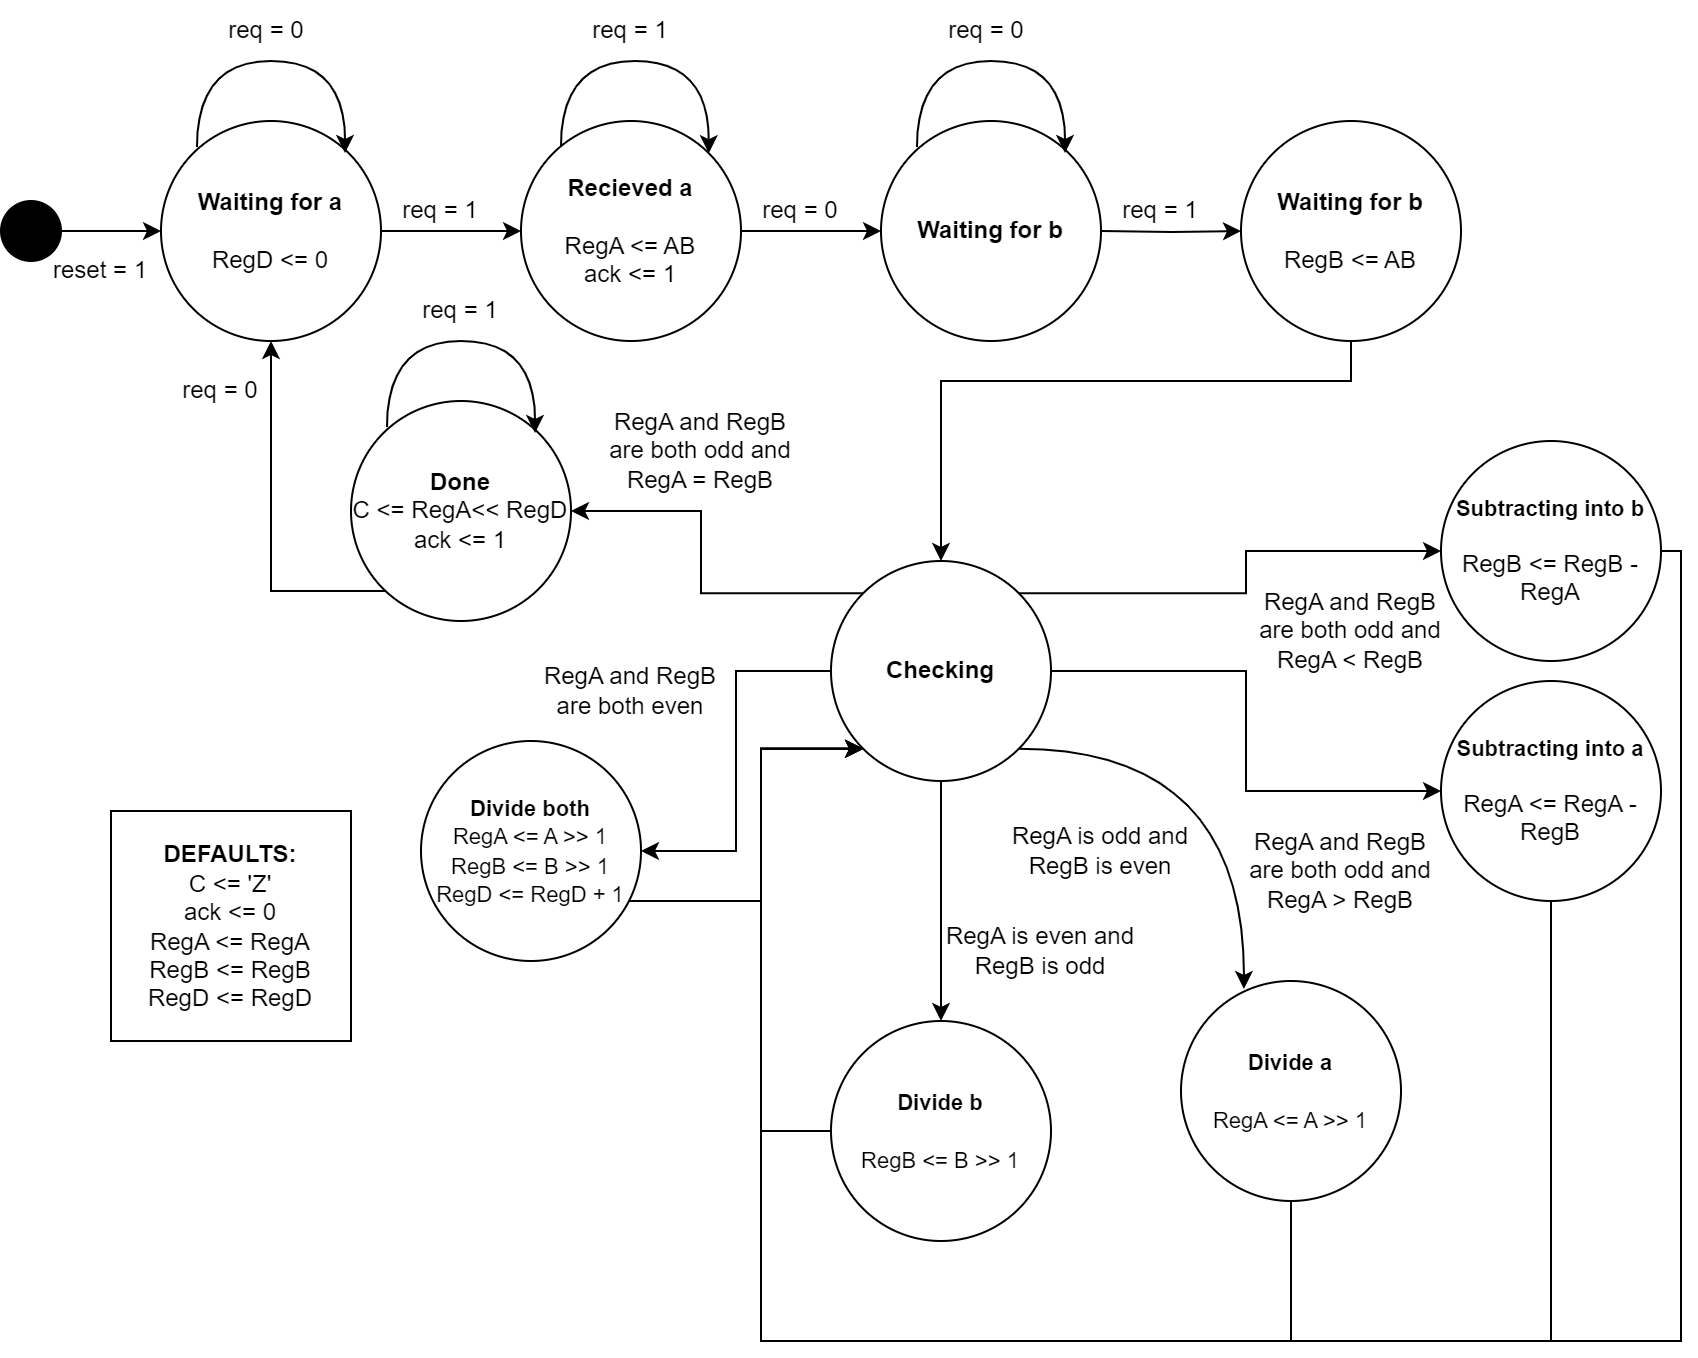 req = 0
req = 1
req = 0
Waiting for a
RegD <= 0
Recieved a
RegA <= AB
ack <= 1
Waiting for b
Waiting for b
RegB <= AB
reset = 1
req = 1
req = 0
req = 1
req = 1
req = 0
Done
C <= RegA<< RegD
ack <= 1
RegA and RegB
are both odd and
RegA = RegB
Subtracting into b
RegB <= RegB -
RegA
RegA and RegB
are both odd and
RegA < RegB
Checking
RegA and RegB
are both even
Subtracting into a
RegA <= RegA -
RegB
Divide both
RegA <= A >> 1
RegB <= B >> 1
RegD <= RegD + 1
RegA is odd and
RegB is even
RegA and RegB
are both odd and
RegA > RegB
DEFAULTS:
C <= 'Z'
ack <= 0
RegA <= RegA
RegB <= RegB
RegD <= RegD
RegA is even and
RegB is odd
Divide b
RegB <= B >> 1
Divide a
RegA <= A >> 1